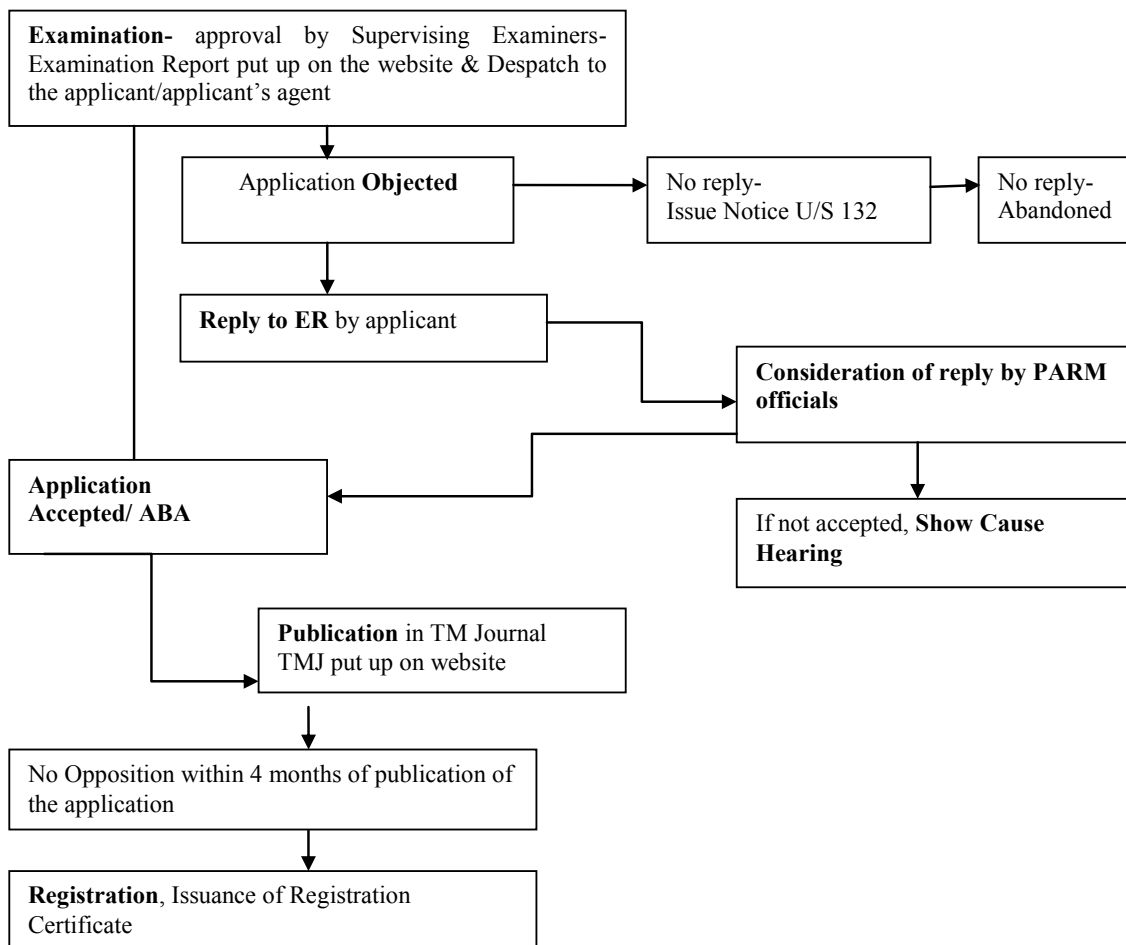 Examination- approval by Supervising Examiners-
Examination Report put up on the website & Despatch to
the applicant/applicant’s agent
Application Objected
No reply-
Issue Notice U/S 132
No reply-
Abandoned
Reply to ER by applicant
Consideration of reply by PARM
officials
Application
Accepted/ ABA
If not accepted, Show Cause
Hearing
Publication in TM Journal
TMJ put up on website
No Opposition within 4 months of publication of
the application
Registration, Issuance of Registration
Certificate